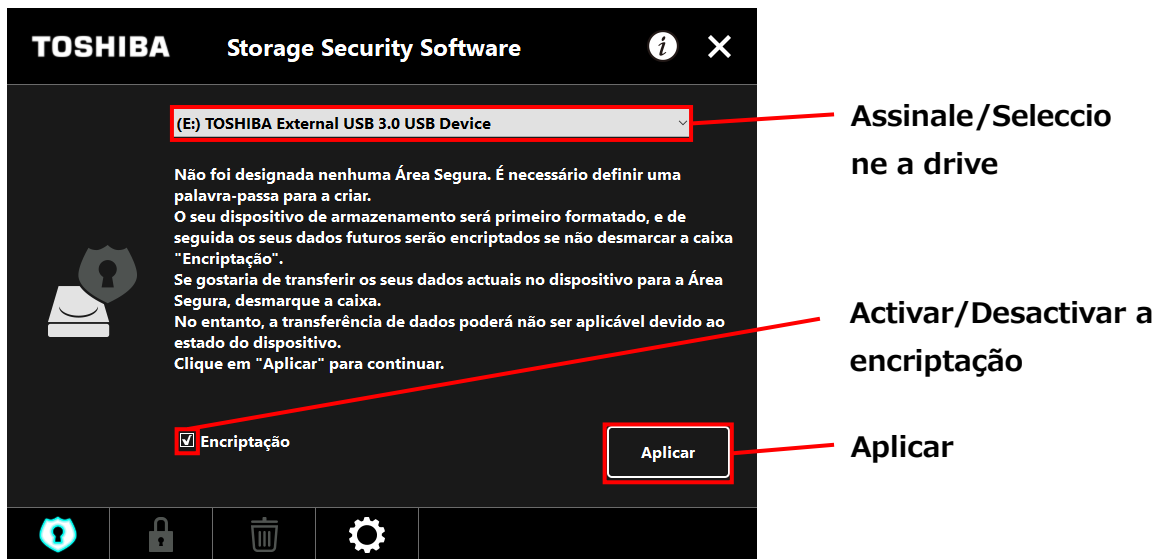 TOSHIBA Storage Security Software
(E:) TOSHIBA External USB 3.0 USB Device
Assinale/Seleccio
ne a drive
Não foi designada nenhuma Área Segura. É necessário definir uma
palavra-passa para a criar.
O seu dispositivo de armazenamento será primeiro formatado, e de
seguida os seus dados futuros serão encriptados se não desmarcar a caixa
"Encriptação".
Se gostaria de transferir os seus dados actuais no dispositivo para a Área
Segura, desmarque a caixa.
No entanto, a transferência de dados poderá não ser aplicável devido ao
estado do dispositivo.
Clique em "Aplicar" para continuar.
Activar/Desactivar a
encriptação
Encriptação
Aplicar
Aplicar